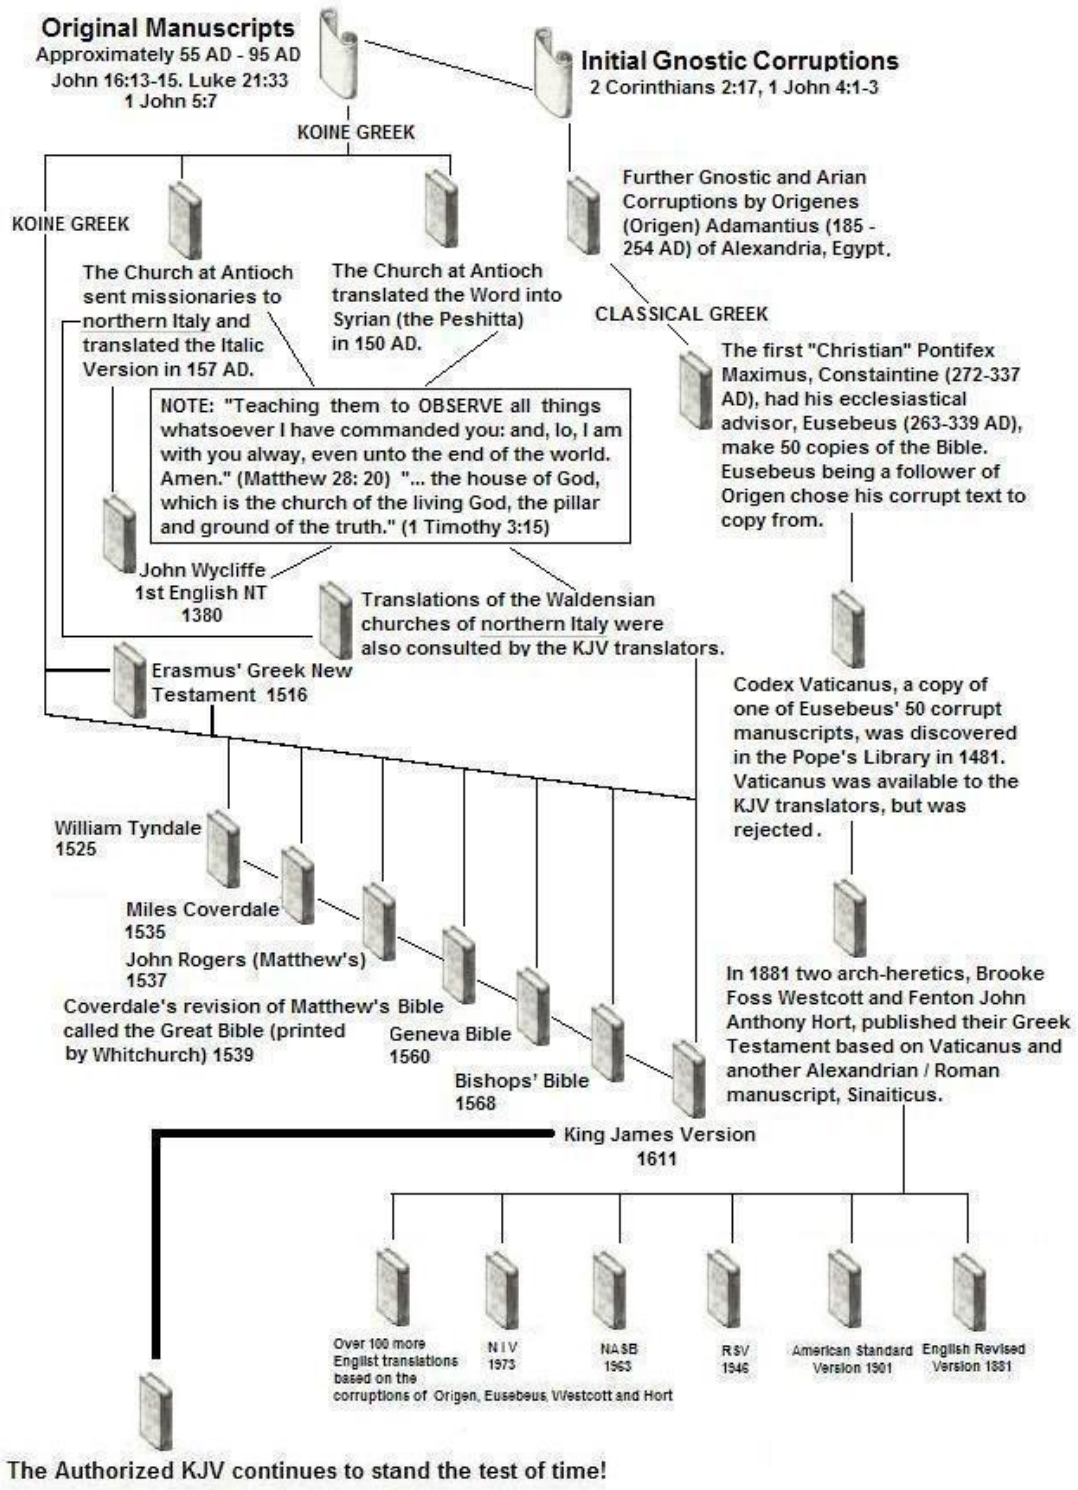 Original Manuscripts
Approximately 55 AD - 95 AD
John 16:13-15. Luke 21:33
1 John 5:7
Initial Gnostic Corruptions
2 Corinthians 2:17, 1 John 4:1-3
KOINE GREEK
KOINE GREEK
Further Gnostic and Arian
Corruptions by Origenes
(Origen) Adamantius (185 -
254 AD) of Alexandria, Egypt.
The Church at Antioch
sent missionaries to
northern Italy and
translated the Italic
Version in 157 AD.
The Church at Antioch
translated the Word into
Syrian (the Peshitta)
in 150 AD.
CLASSICAL GREEK
The first "Christian" Pontifex
Maximus, Constaintine (272-337
AD), had his ecclesiastical
advisor, Eusebeus (263-339 AD),
make 50 copies of the Bible.
Eusebeus being a follower of
Origen chose his corrupt text to
copy from.
NOTE: "Teaching them to OBSERVE all things
whatsoever I have commanded you: and, lo, I am
with you alway, even unto the end of the world.
Amen." (Matthew 28: 20) "... the house of God,
which is the church of the living God, the pillar
and ground of the truth." (1 Timothy 3:15)
John Wycliffe
1st English NT
1380
Translations of the Waldensian
churches of northern Italy were
also consulted by the KJV translators.
Erasmus' Greek New
Testament 1516
Codex Vaticanus, a copy of
one of Eusebeus' 50 corrupt
manuscripts, was discovered
in the Pope's Library in 1481.
Vaticanus was available to the
KJV translators, but was
rejected.
William Tyndale
1525
Miles Coverdale
1535
John Rogers (Matthew's)
1537
Coverdale's revision of Matthew's Bible
called the Great Bible (printed
by Whitchurch) 1539
Geneva Bible
1560
Bishops' Bible
1568
In 1881 two arch-heretics, Brooke
Foss Westcott and Fenton John
Anthony Hort, published their Greek
Testament based on Vaticanus and
another Alexandrian / Roman
manuscript, Sinaiticus.
King James Version
1611
Over 100 more
Englist translations
based on the
corruptions of Origen, Eusebeus, Westcott and Hort
NIV
1973
NASB
1963
RSV
1946
American Standard
Version 1901
English Revised
Version 1881
The Authorized KJV continues to stand the test of time!